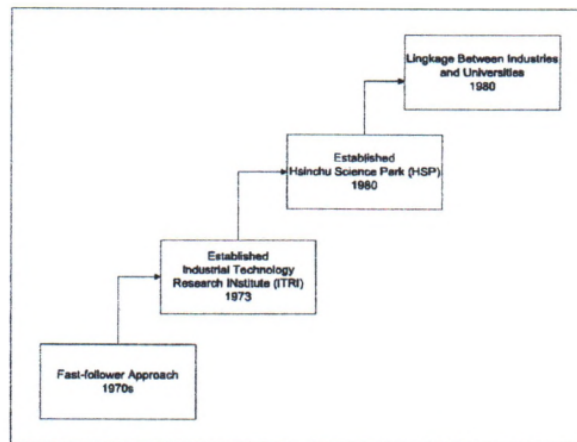 Lingkage Between Industries
and Universities
1980
Established
Hsinchu Science Park (HSP)
1980
Established
Industrial Technology
Research INstitute (ITRI)
1973
Fast-follower Approach
1970s